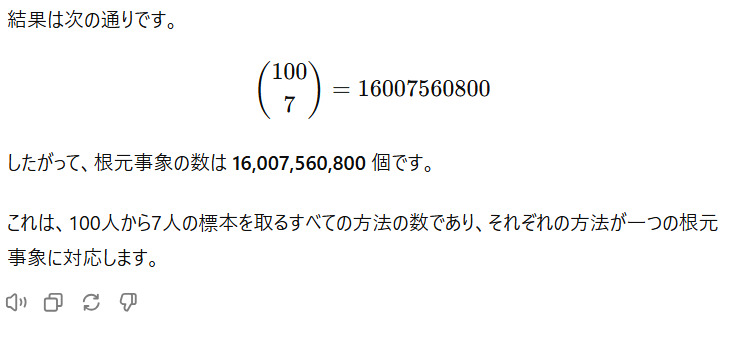 結果は次の通りです。
(100
7) = 16007560800
したがって、根元事象の数は 16,007,560,800 個です。
これは、100人から7人の標本を取るすべての方法の数であり、それぞれの方法が一つの根元
事象に対応します。